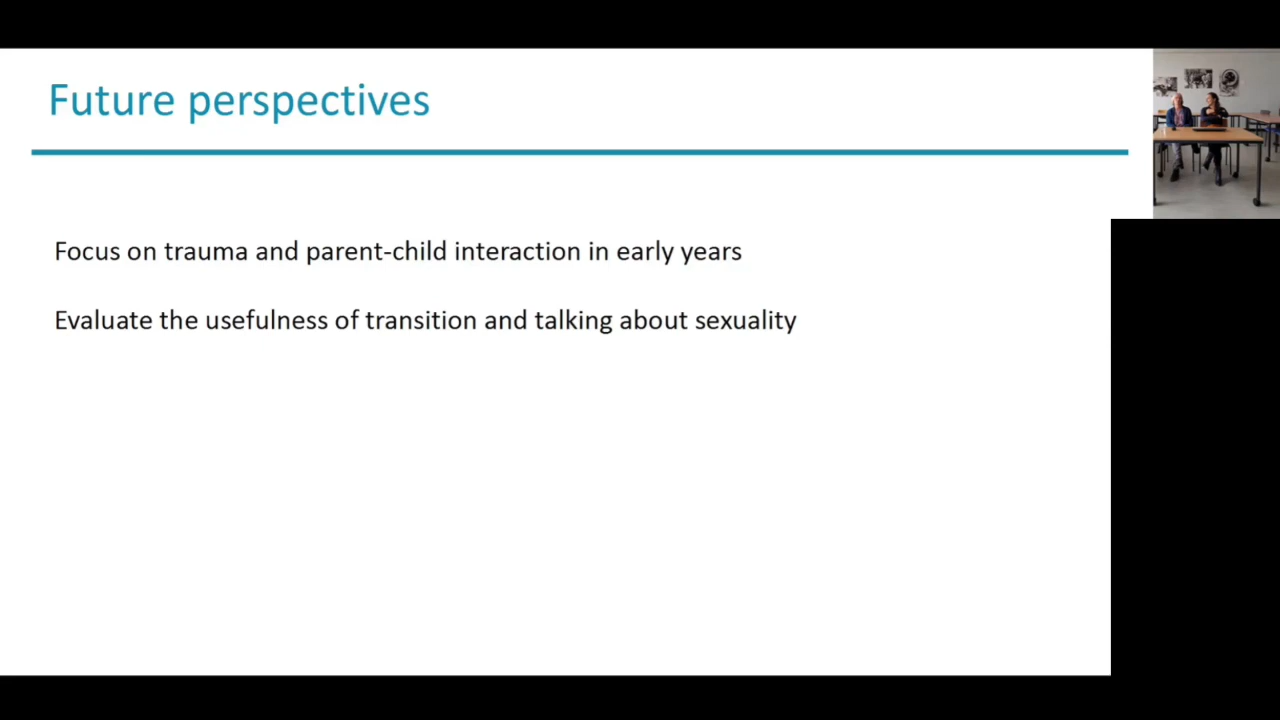 Future perspectives
Focus on trauma and parent-child interaction in early years
Evaluate the usefulness of transition and talking about sexuality